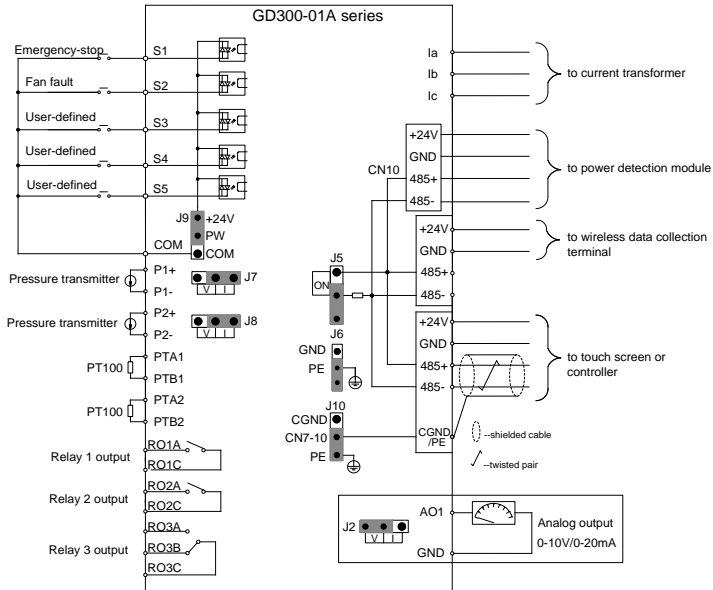 GD300-01A series
Emergency-stop
S1
Fan fault
S2
User-defined
S3
User-defined
S4
User-defined
S5
J9
+24V
PW
COM
COM
Pressure transmitter
P1+
P1-
J7
V I
Pressure transmitter
P2+
P2-
J8
V I
PT100
PTA1
PTB1
PT100
PTA2
PTB2
Relay 1 output
RO1A
RO1C
Relay 2 output
RO2A
RO2C
Relay 3 output
RO3A
RO3B
RO3C
Ia
Ib
Ic
to current transformer
CN10
+24V
GND
485+
485-
to power detection module
+24V
GND
485+
485-
to wireless data collection
terminal
J5
ON
J6
GND
PE
+24V
GND
485+
485-
CGND
/PE
to touch screen or
controller
J10
CGND
CN7-10
PE
--shielded cable
--twisted pair
J2
V I
AO1
GND
Analog output
0-10V/0-20mA